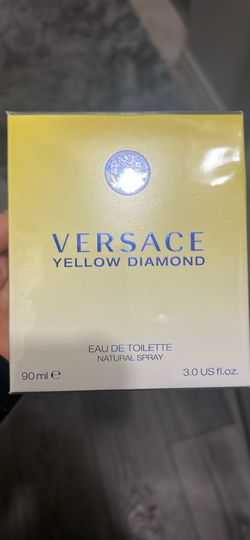 VERSACE
YELLOW DIAMOND
EAU DE TOILETTE
NATURAL SPRAY
90 ml ℮ 3.0 US fl.oz.